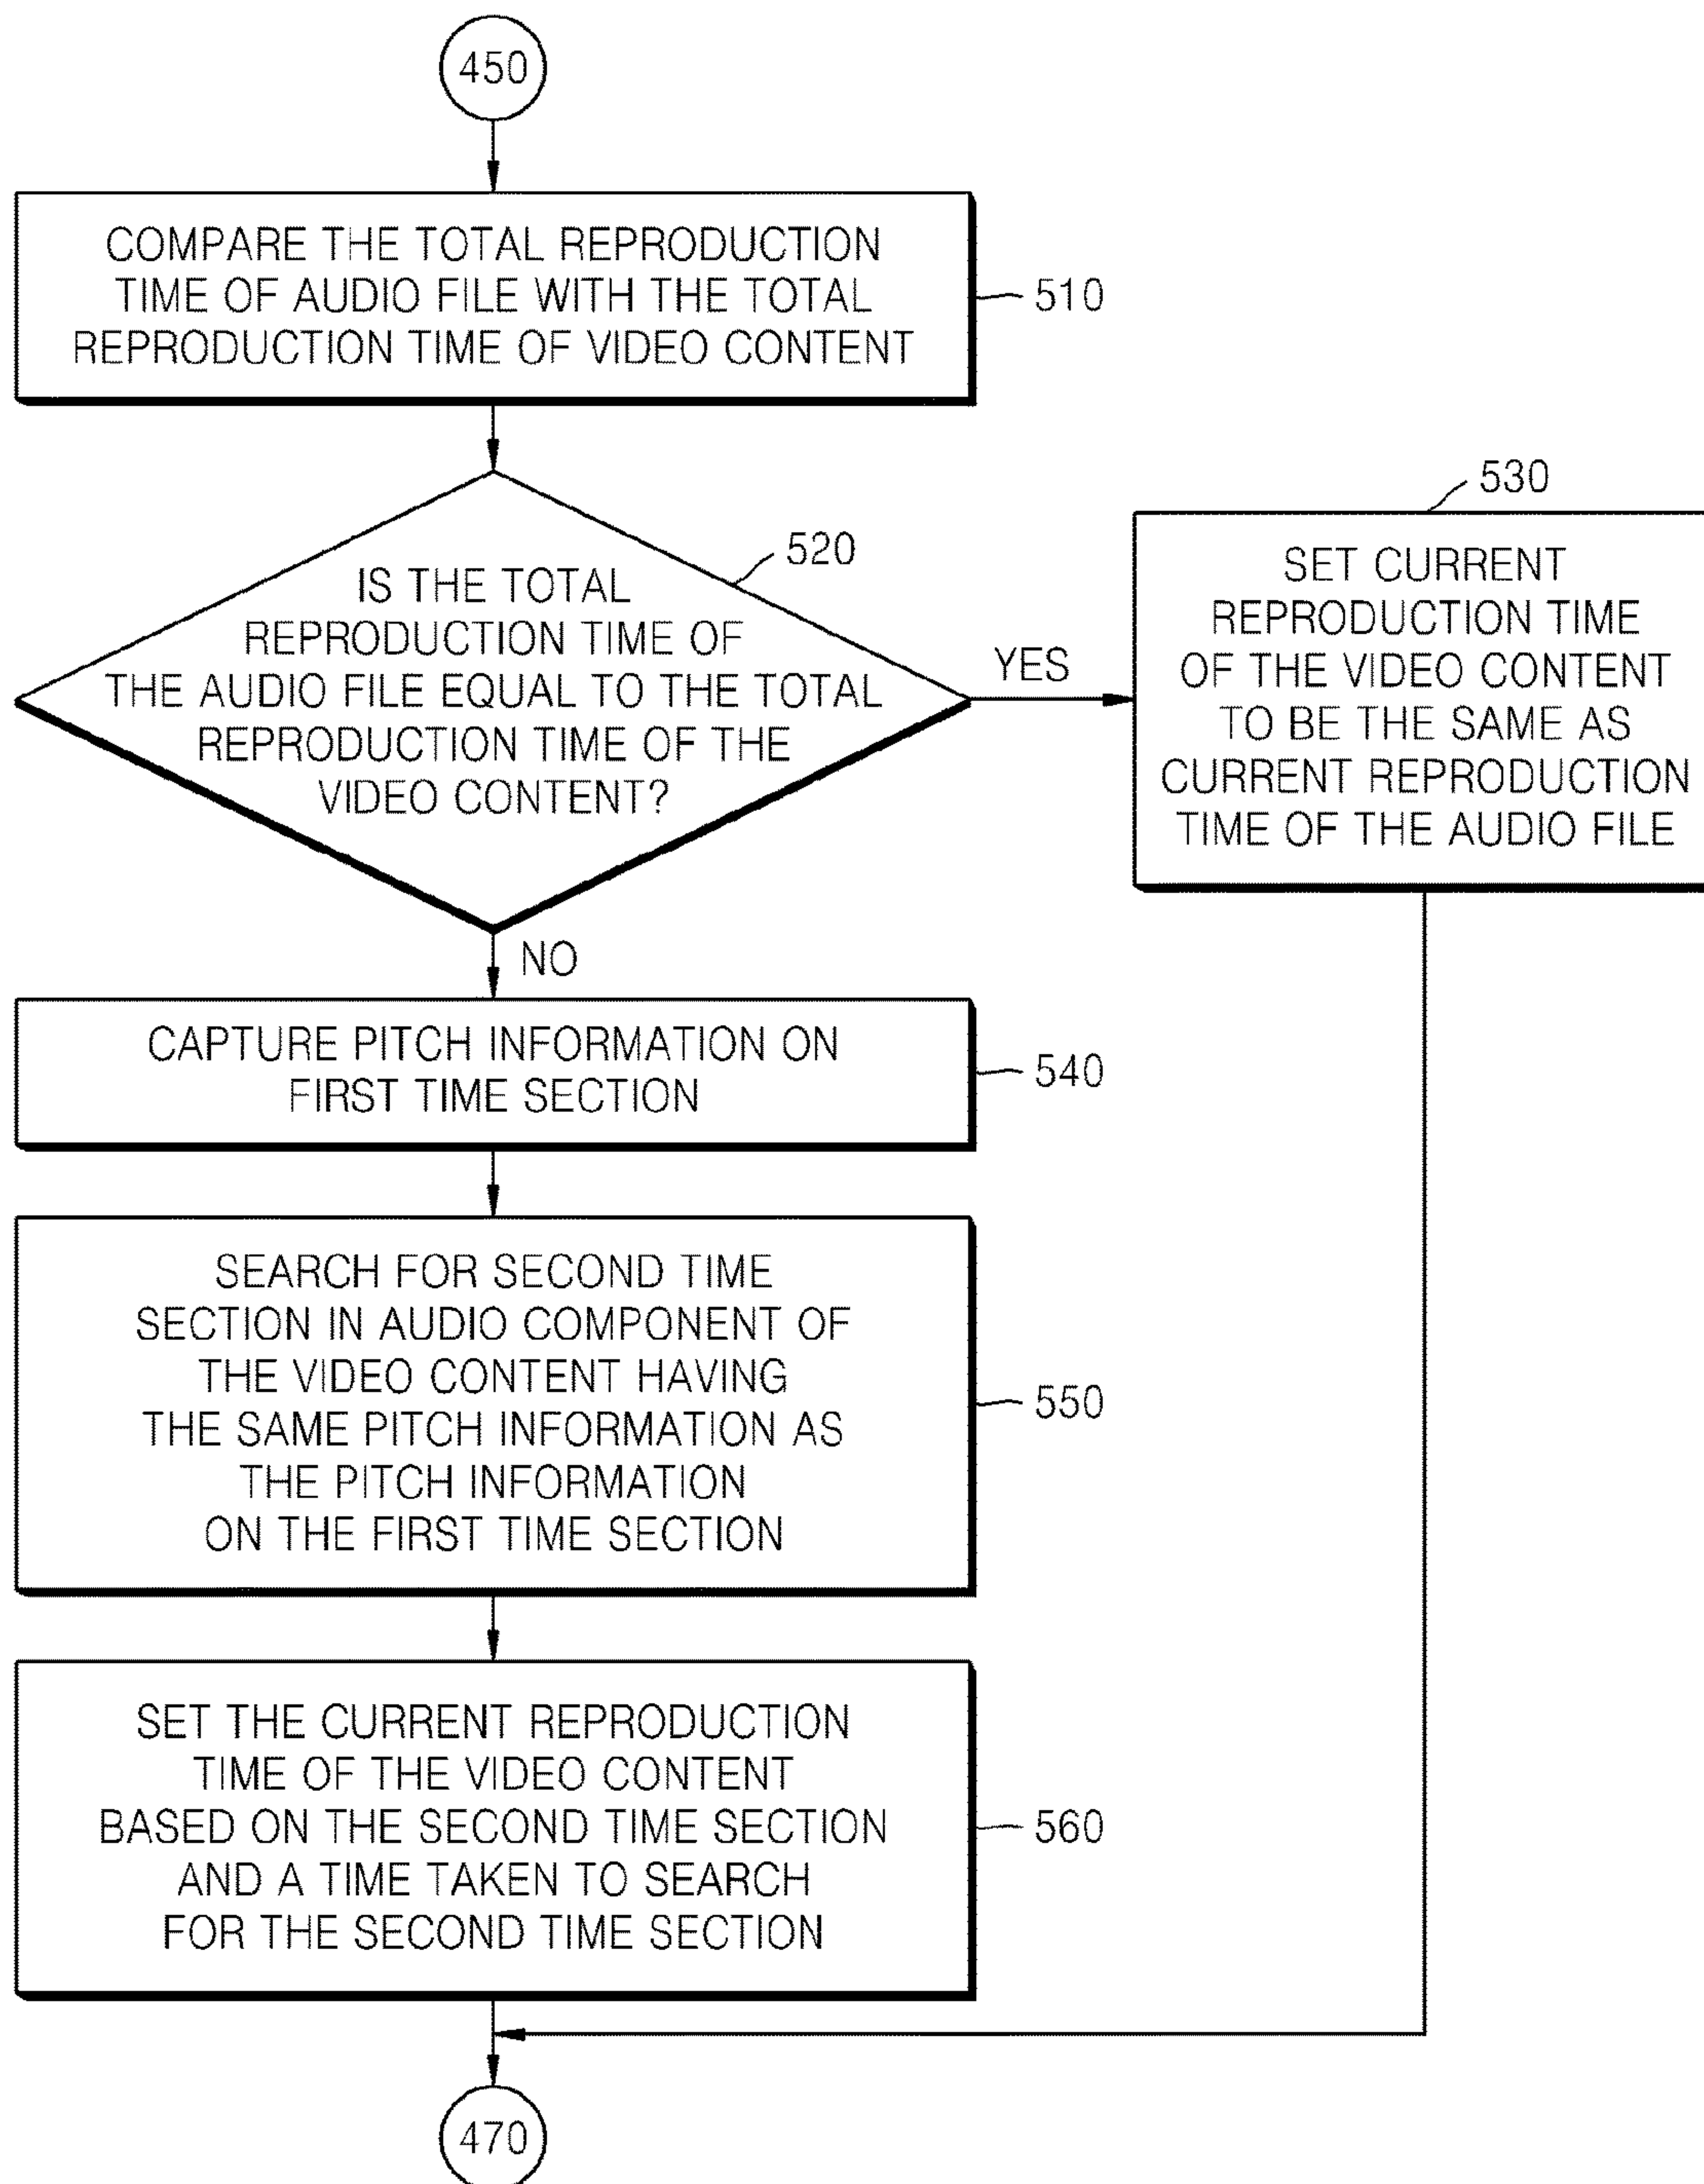 450
COMPARE THE TOTAL REPRODUCTION
TIME OF AUDIO FILE WITH THE TOTAL
REPRODUCTION TIME OF VIDEO CONTENT
510
520
IS THE TOTAL
REPRODUCTION TIME OF
THE AUDIO FILE EQUAL TO THE TOTAL
REPRODUCTION TIME OF THE
VIDEO CONTENT?
YES
530
SET CURRENT
REPRODUCTION TIME
OF THE VIDEO CONTENT
TO BE THE SAME AS
CURRENT REPRODUCTION
TIME OF THE AUDIO FILE
NO
CAPTURE PITCH INFORMATION ON
FIRST TIME SECTION
540
SEARCH FOR SECOND TIME
SECTION IN AUDIO COMPONENT OF
THE VIDEO CONTENT HAVING
THE SAME PITCH INFORMATION AS
THE PITCH INFORMATION
ON THE FIRST TIME SECTION
550
SET THE CURRENT REPRODUCTION
TIME OF THE VIDEO CONTENT
BASED ON THE SECOND TIME SECTION
AND A TIME TAKEN TO SEARCH
FOR THE SECOND TIME SECTION
560
470